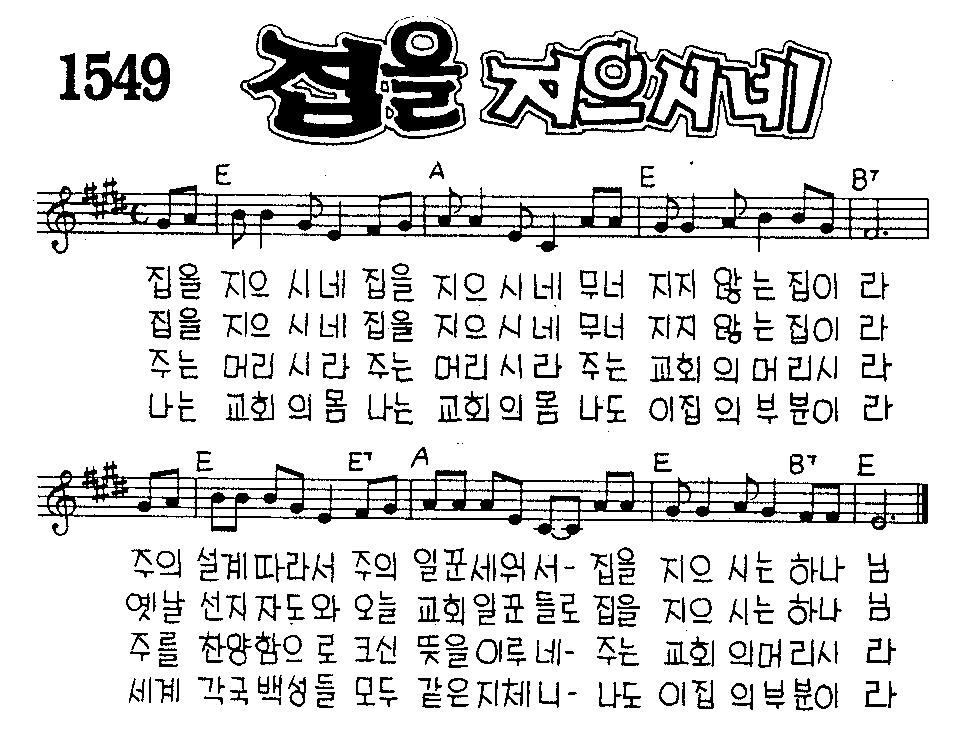 1549 집을 지으시네
E A E B7
집을 지으 시네 집을 지으시네 무너 지지 않는 집이 라
집을 지으 시네 집을 지으시네 무너 지지 않는 집이 라
주는 머리 시라 주는 머리시라 주는 교회의머리시 라
나는 교회의몸 나는 교회의몸 나도 이집의부분이 라
E E7 A E B7 E
주의 설계따라서 주의 일꾼세워서- 집을 지으 시는하나 님
옛날 선지자도와 오늘 교회일꾼들로 집을 지으 시는하나 님
주를 찬양함으로 크신 뜻을이루네- 주는 교회 의머리시 라
세계 각국백성들 모두 같은지체니- 나도 이집 의부분이 라